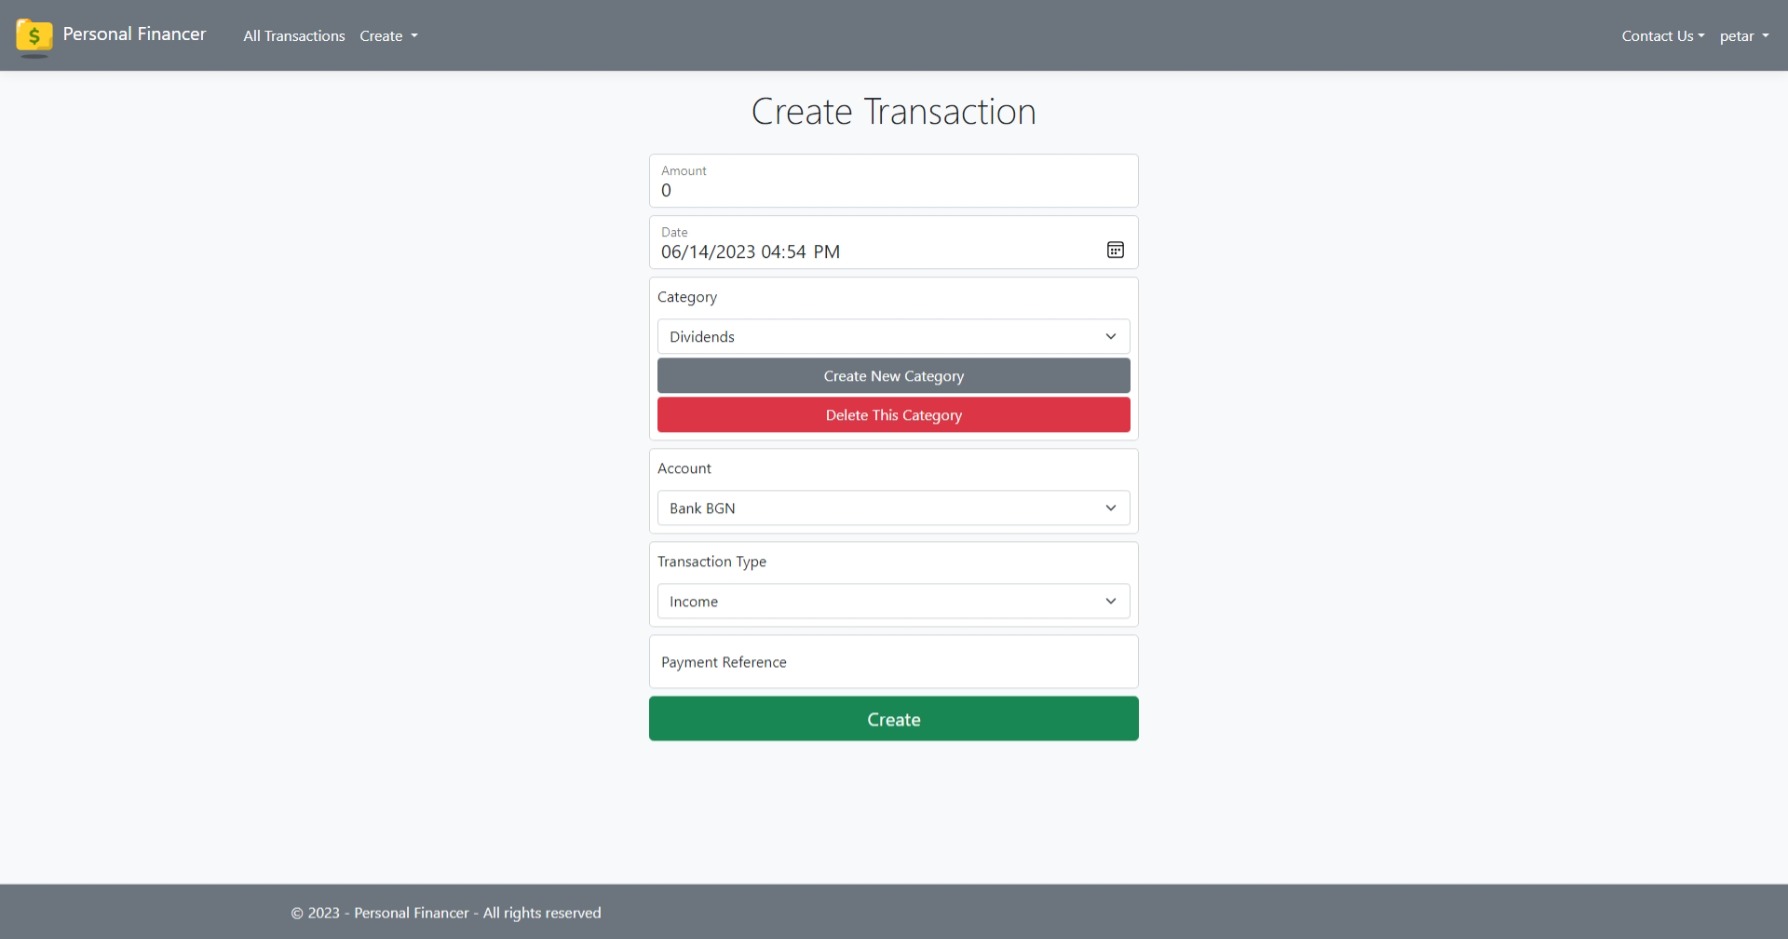 Personal Financer
All Transactions
Create
Contact Us
petar
Create Transaction
Amount
0
Date
06/14/2023 04:54 PM
Category
Dividends
Create New Category
Delete This Category
Account
Bank BGN
Transaction Type
Income
Payment Reference
Create
© 2023 - Personal Financer - All rights reserved